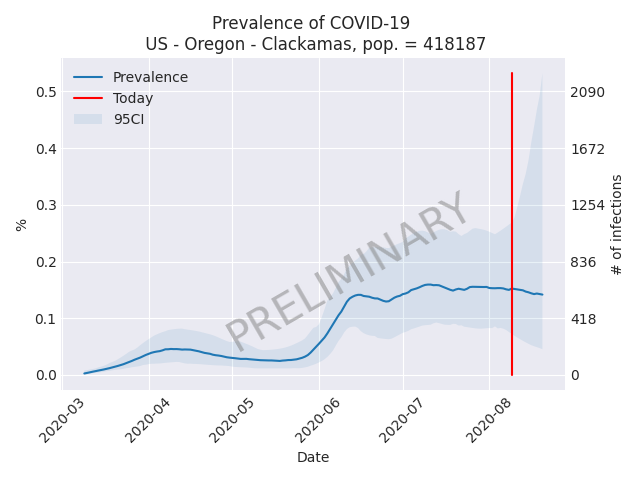 Prevalence of COVID-19
US - Oregon - Clackamas, pop. = 418187
Prevalence
Today
95CI
PRELIMINARY
%
0.5
0.4
0.3
0.2
0.1
0.0
2090
1672
1254
836
418
0
# of infections
2020-03
2020-04
2020-05
2020-06
2020-07
2020-08
Date